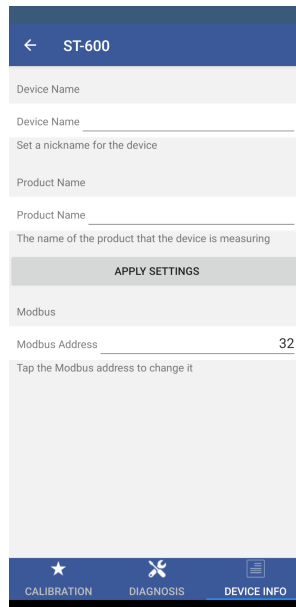 ST-600
Device Name
Device Name
Set a nickname for the device
Product Name
Product Name
The name of the product that the device is measuring
APPLY SETTINGS
Modbus
Modbus Address 32
Tap the Modbus address to change it
CALIBRATION DIAGNOSIS DEVICE INFO